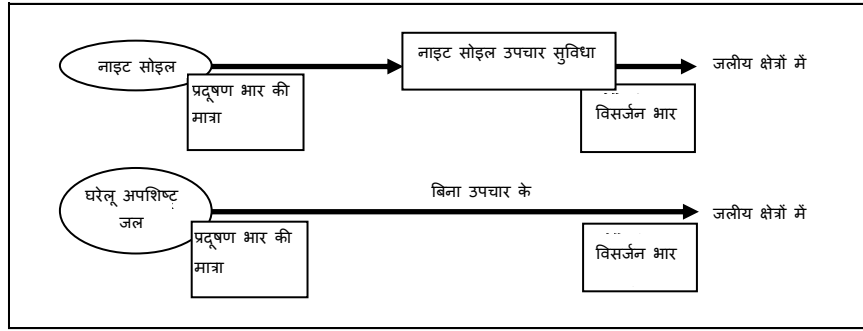 नाइट सोइल
नाइट सोइल उपचार सुविधा
जलीय क्षेत्रों में
प्रदूषण भार की
मात्रा
विसर्जन भार
घरेलू अपशिष्ट
जल
बिना उपचार के
जलीय क्षेत्रों में
प्रदूषण भार की
मात्रा
विसर्जन भार